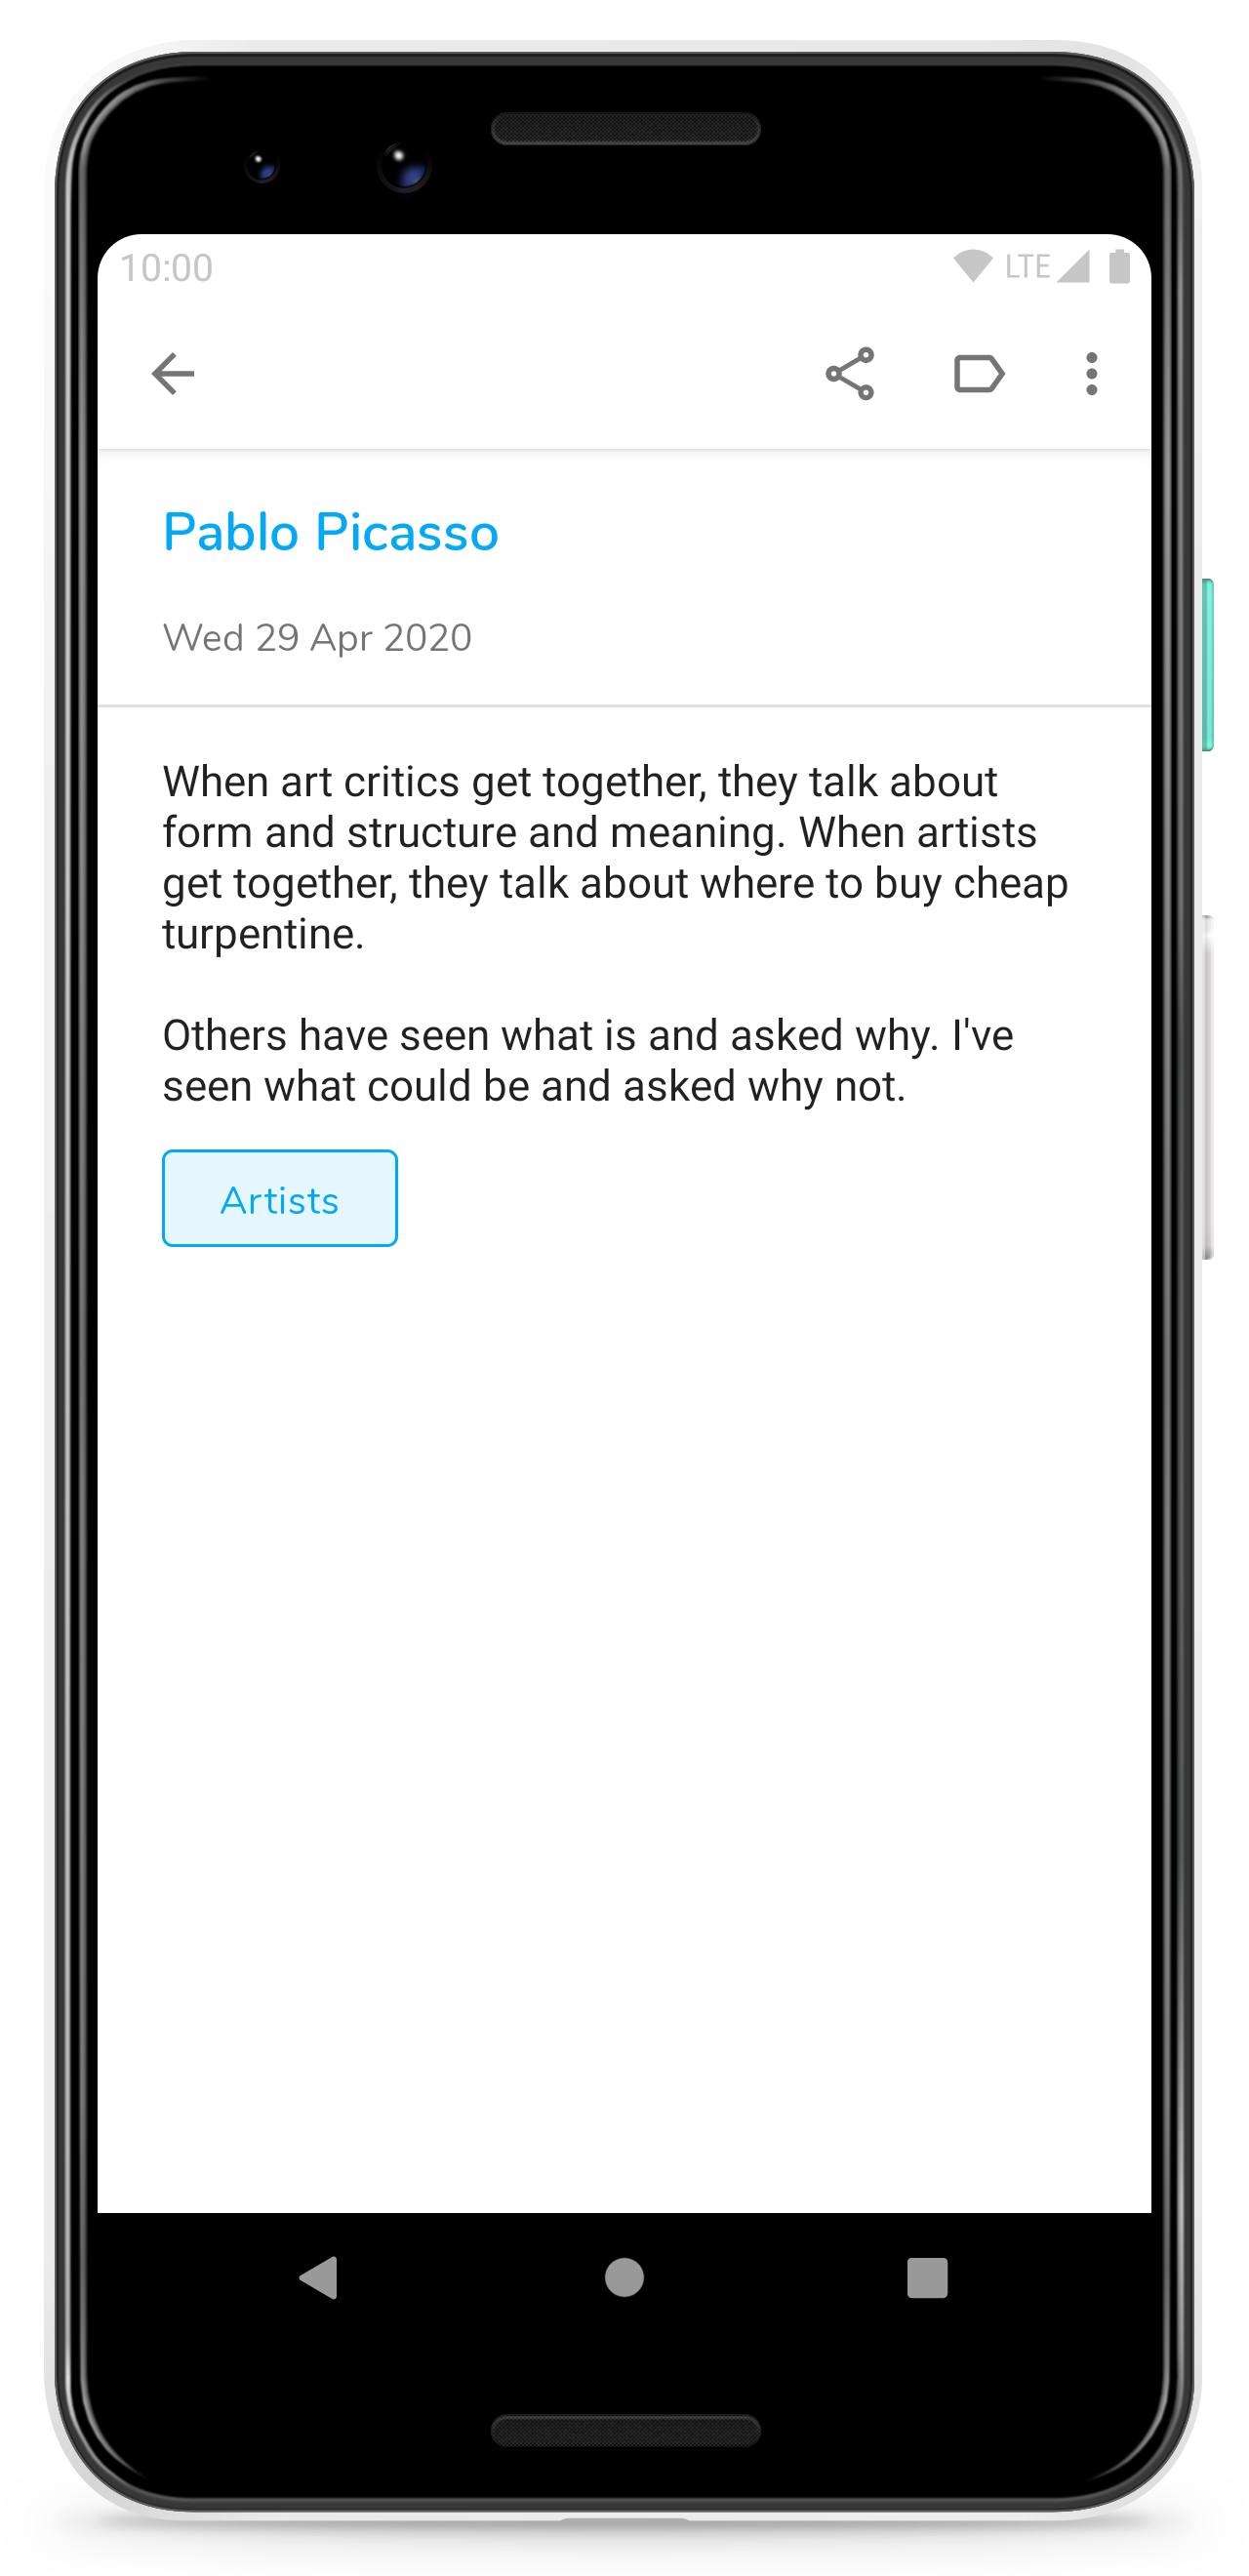 10:00
LTE
Pablo Picasso
Wed 29 Apr 2020
When art critics get together, they talk about
form and structure and meaning. When artists
get together, they talk about where to buy cheap
turpentine.
Others have seen what is and asked why. I've
seen what could be and asked why not.
Artists